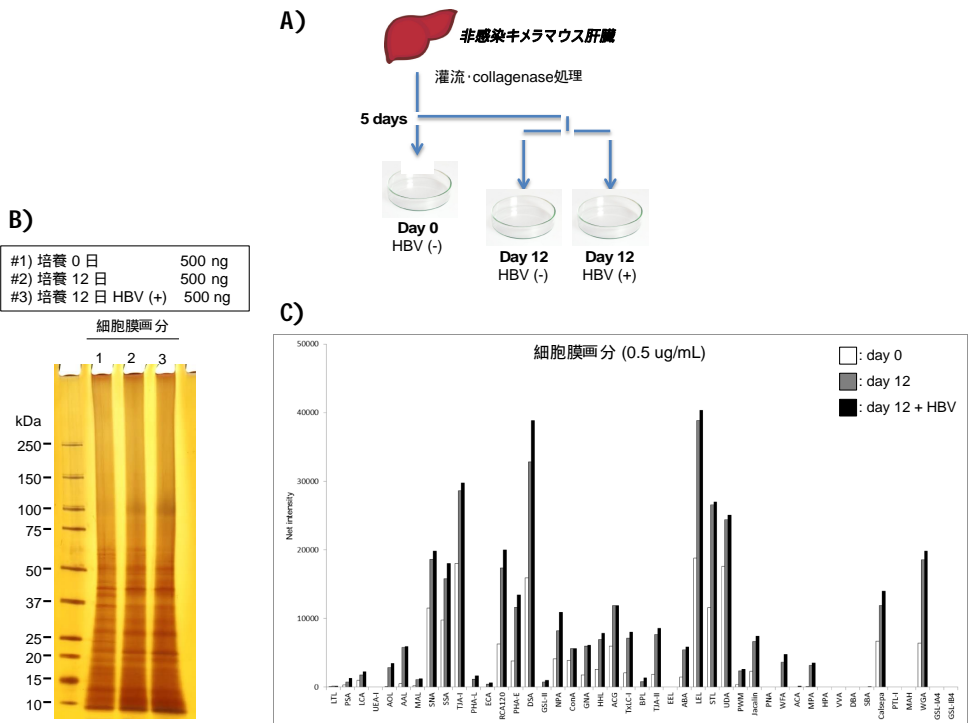 A)
非感染キメラマウス肝臓
灌流・collagenase処理
5 days
Day 0
HBV (-)
Day 12
HBV (-)
Day 12
HBV (+)
B)
#1) 培養 0 日 500 ng
#2) 培養 12 日 500 ng
#3) 培養 12 日 HBV (+) 500 ng
細胞膜画分
1 2 3
kDa
250
150
100
75
50
37
25
20
15
10
C)
細胞膜画分 (0.5 ug/mL)
: day 0
: day 12
: day 12 + HBV
Net intensity
50000
40000
30000
20000
10000
0
LTL PSA LCA UEA-I AOL AAL MAL SNA SSA TJA-I PHA-L ECA RCA120 PHA-E DSA GSL-II NPA ConA GNA HHL ACG TxLC-I BPL TJA-II EEL ABA LEL STL UDA PWM Jacalin PNA WFA ACA MPA HPA VVA DBA SBA Calsepa PTL-I MAH WGA GSL-IA4 GSL-IB4